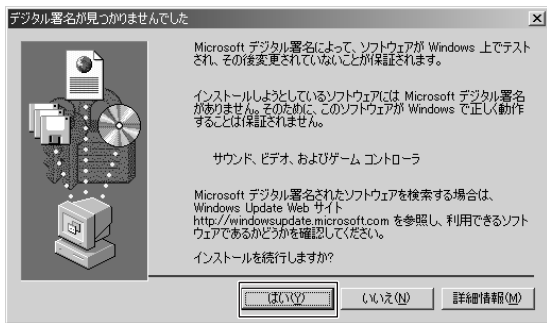 デジタル署名が見つかりませんでした
Microsoft デジタル署名によって、ソフトウェアが Windows 上でテスト
され、その後変更されていないことが保証されます。
インストールしようとしているソフトウェアには Microsoft デジタル署名
がありません。そのために、このソフトウェアが Windows で正しく動作
することは保証されません。
サウンド、ビデオ、およびゲーム コントローラ
Microsoft デジタル署名されたソフトウェアを検索する場合は、
Windows Update Web サイト
http://windowsupdate.microsoft.com を参照し、利用できるソフト
ウェアであるかどうかを確認してください。
インストールを続行しますか?
はい(Y) いいえ(N) 詳細情報(M)